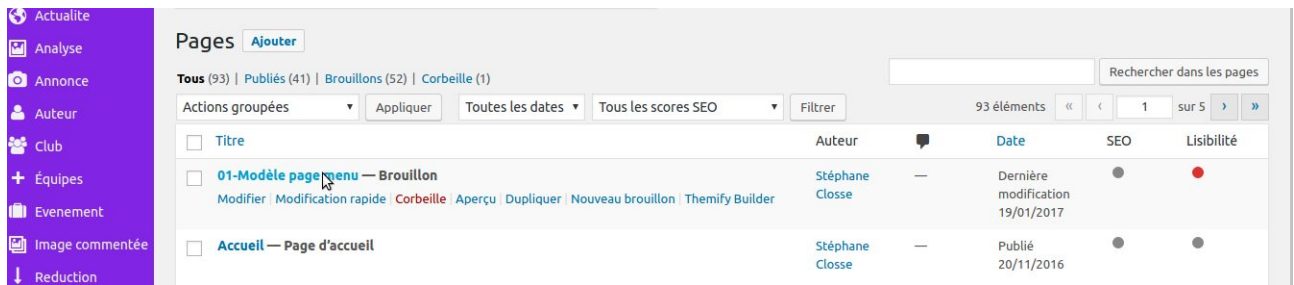 Actualite
Analyse
Annonce
Auteur
Club
Équipes
Evenement
Image commentée
Reduction
Pages Ajouter
Tous (93) | Publiés (41) | Brouillons (52) | Corbeille (1)
Rechercher dans les pages
Actions groupées Appliquer Toutes les dates Tous les scores SEO Filtrer 93 éléments « ‹ 1 sur 5 › »
Titre Auteur Date SEO Lisibilité
01-Modèle page menu — Brouillon Stéphane Closse — Dernière modification 19/01/2017
Modifier | Modification rapide | Corbeille | Aperçu | Dupliquer | Nouveau brouillon | Themify Builder
Accueil — Page d'accueil Stéphane Closse — Publié 20/11/2016